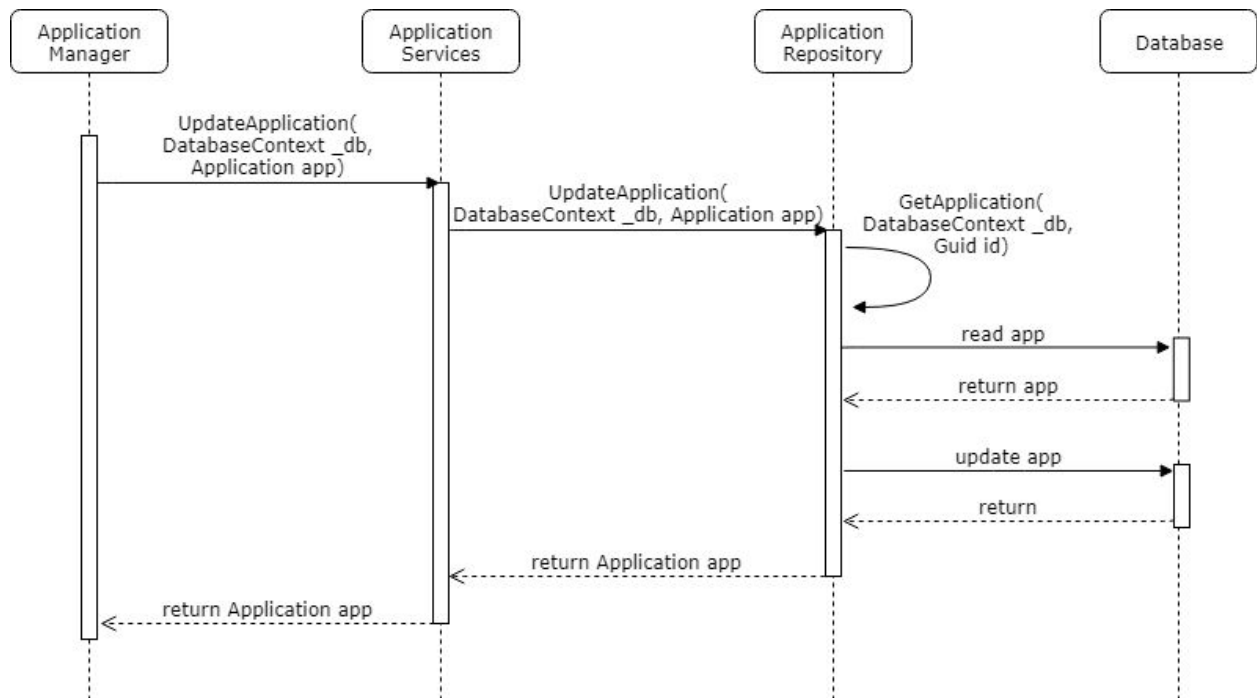 Application
Manager
Application
Services
Application
Repository
Database
UpdateApplication(
DatabaseContext _db,
Application app)
UpdateApplication(
DatabaseContext _db, Application app)
GetApplication(
DatabaseContext _db,
Guid id)
read app
return app
update app
return
return Application app
return Application app